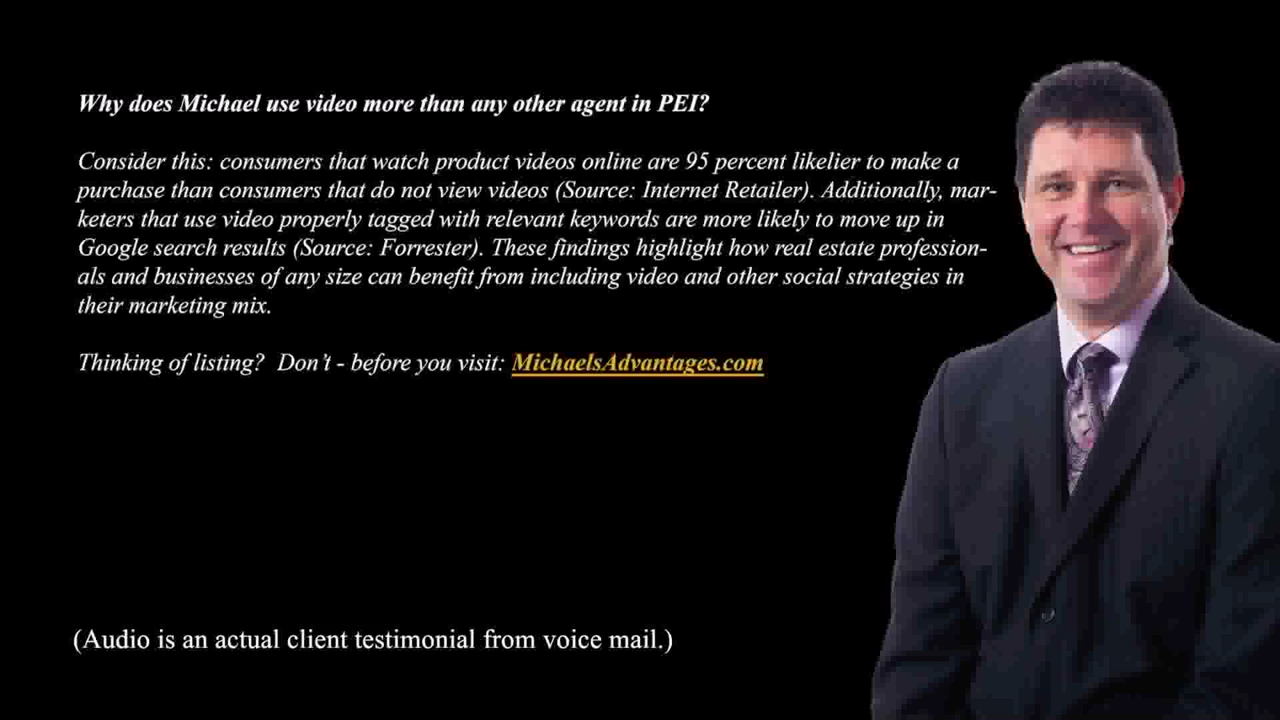 Why does Michael use video more than any other agent in PEI?
Consider this: consumers that watch product videos online are 95 percent likelier to make a
purchase than consumers that do not view videos (Source: Internet Retailer). Additionally, mar-
keters that use video properly tagged with relevant keywords are more likely to move up in
Google search results (Source: Forrester). These findings highlight how real estate profession-
als and businesses of any size can benefit from including video and other social strategies in
their marketing mix.
Thinking of listing?  Don't - before you visit: MichaelsAdvantages.com
(Audio is an actual client testimonial from voice mail.)